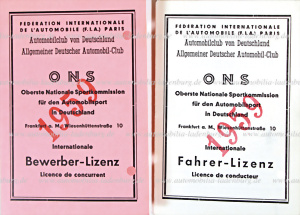 FEDERATION INTERNATIONALE
DE L'AUTOMOBILE (F.I.A.) PARIS
Automobilclub von Deutschland
Allgemeiner Deutscher Automobil-Club
ONS
Oberste Nationale Sportkommission
für den Automobilsport
in Deutschland
Frankfurt a. M., Blauenhüttenstraße 10
1959
Internationale
Bewerber-Lizenz
Licence de concurrent
FEDERATION INTERNATIONALE
DE L'AUTOMOBILE (F.I.A.) PARIS
Automobilclub von Deutschland
Allgemeiner Deutscher Automobil-Club
ONS
Oberste Nationale Sportkommission
für den Automobilsport
in Deutschland
Frankfurt a. M.,
10
1959
Internationale
Fahrer-Lizenz
Licence de conducteur